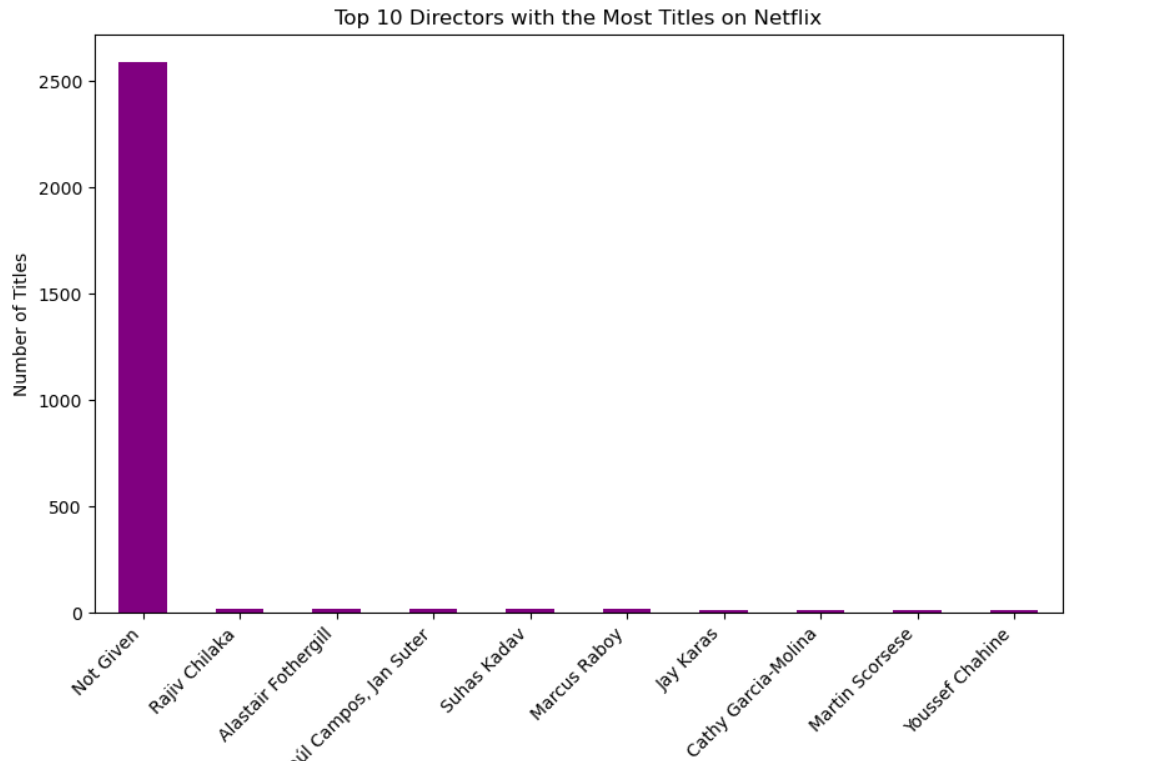 Top 10 Directors with the Most Titles on Netflix
Number of Titles
2500
2000
1500
1000
500
0
Not Given
Rajiv Chilaka
Alastair Fothergill
Campos, Jan Suter
Suhas Kadav
Marcus Raboy
Jay Karas
Cathy Garcia-Molina
Martin Scorsese
Youssef Chahine